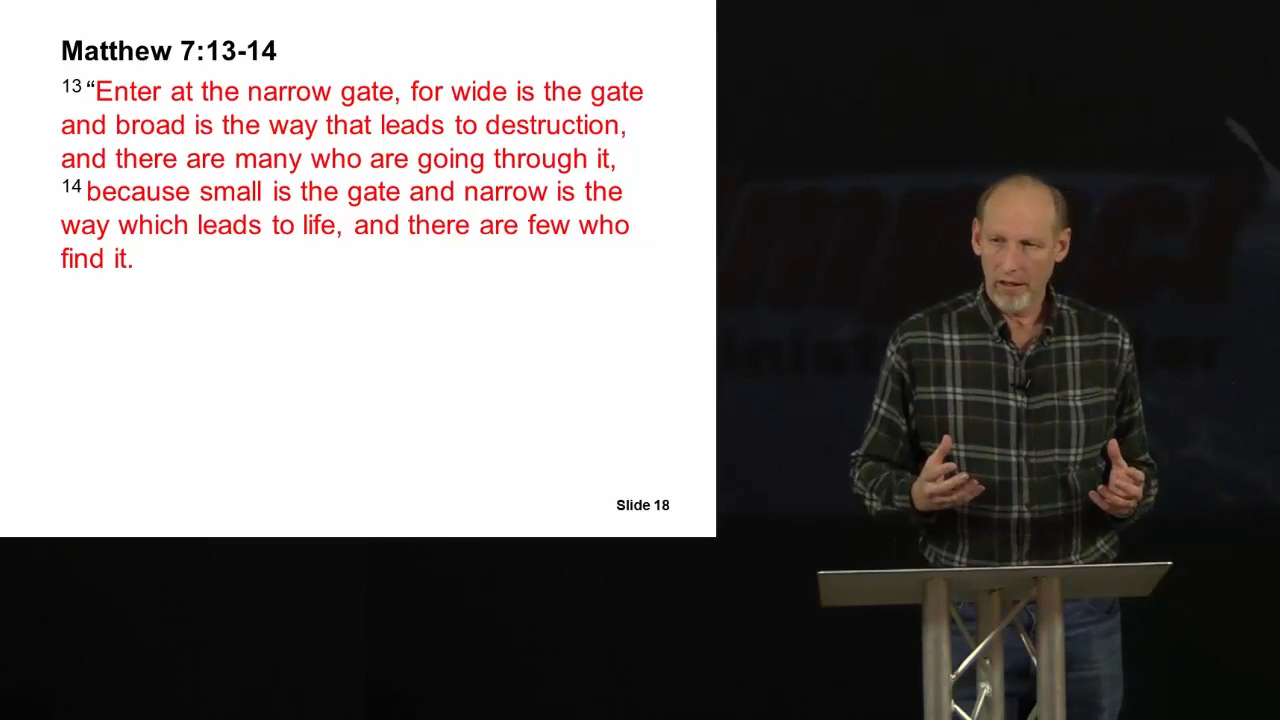 Matthew 7:13-14
13 “Enter at the narrow gate, for wide is the gate
and broad is the way that leads to destruction,
and there are many who are going through it,
14 because small is the gate and narrow is the
way which leads to life, and there are few who
find it.
Slide 18